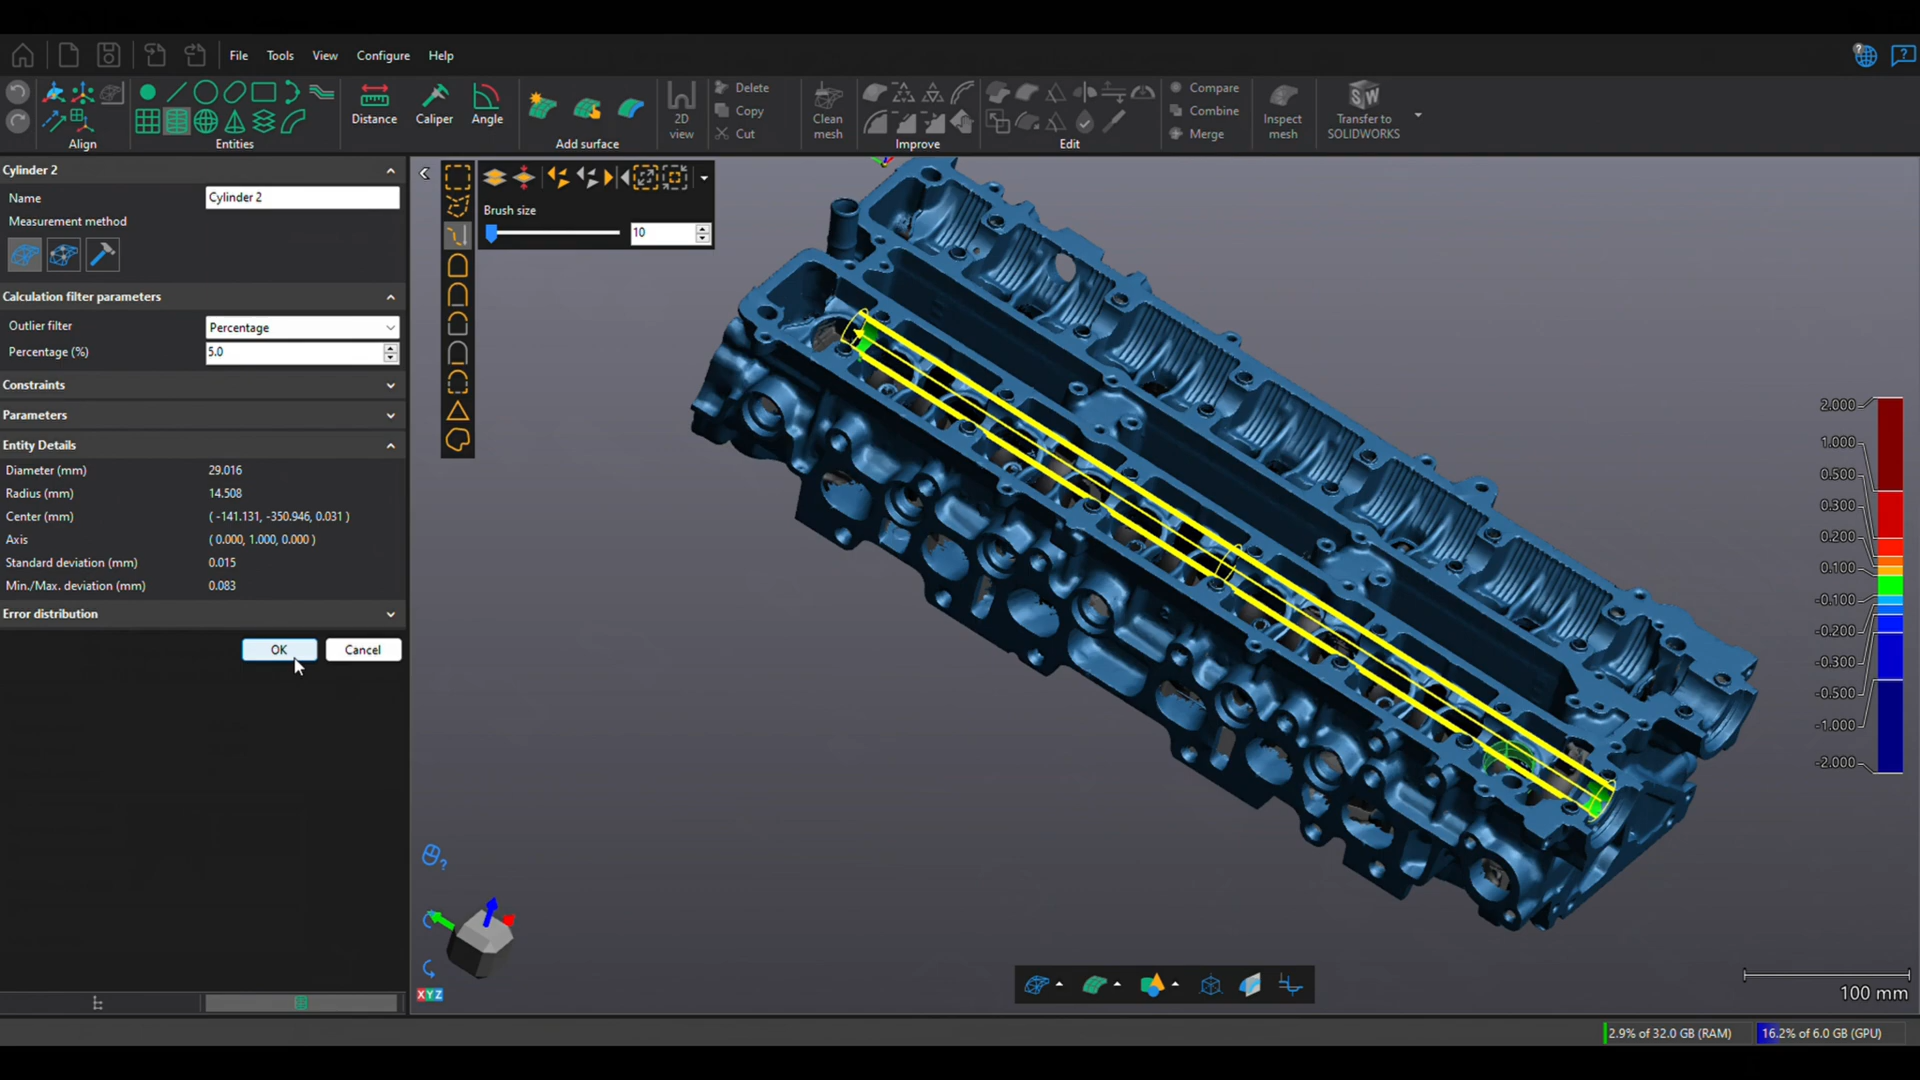 File Tools View Configure Help
Align
Entities
Distance
Caliper
Angle
Add surface
2D view
Delete
Copy
Cut
Clean mesh
Improve
Edit
Compare
Combine
Merge
Inspect mesh
SW
Transfer to SOLIDWORKS
Cylinder 2
Name Cylinder 2
Measurement method
Calculation filter parameters
Outlier filter Percentage
Percentage (%) 5.0
Constraints
Parameters
Entity Details
Diameter (mm) 29.016
Radius (mm) 14.508
Center (mm) ( -141.131, -350.946, 0.031 )
Axis ( 0.000, 1.000, 0.000 )
Standard deviation (mm) 0.015
Min./Max. deviation (mm) 0.083
Error distribution
OK Cancel
Brush size
10
2.000
1.000
0.500
0.300
0.200
0.100
-0.100
-0.200
-0.300
-0.500
-1.000
-2.000
XYZ
100 mm
2.9% of 32.0 GB (RAM) 16.2% of 6.0 GB (GPU)